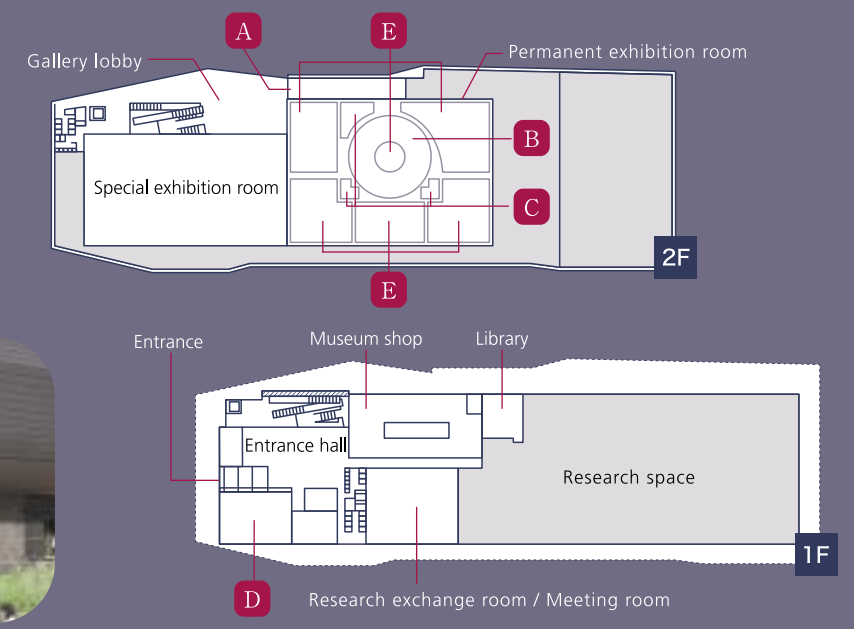 A
E
Gallery lobby
Permanent exhibition room
E
B
Special exhibition room
C
2F
E
Entrance
Museum shop
Library
Entrance hall
Research space
1F
D
Research exchange room / Meeting room